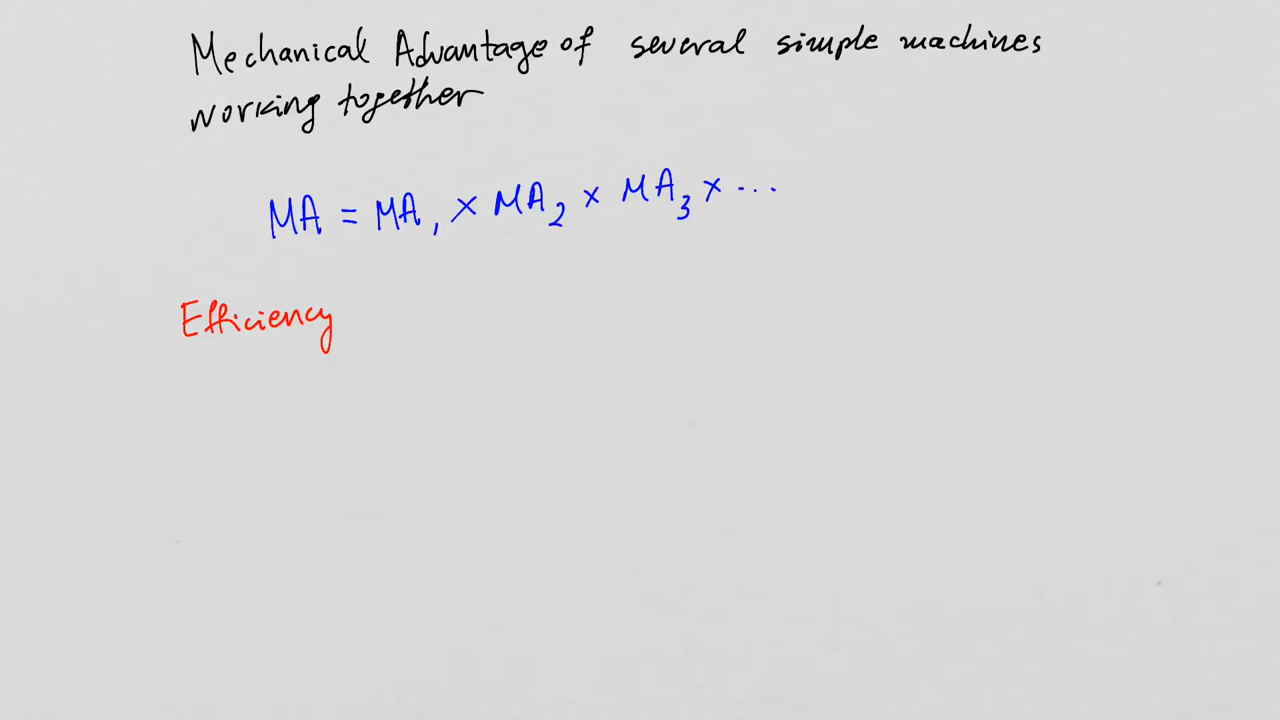 Mechanical Advantage of several simple machines
working together
MA = MA₁ × MA₂ × MA₃ × ...
Efficiency